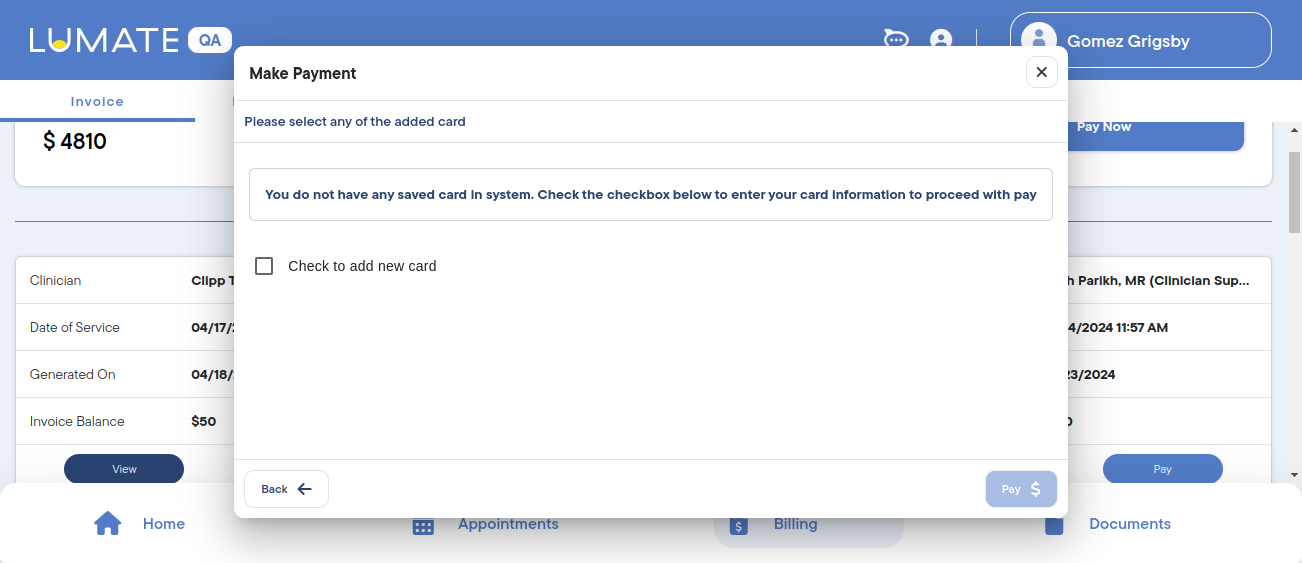 LUMATE QA
Gomez Grigsby
Make Payment
Invoice
Please select any of the added card
$ 4810
Pay Now
You do not have any saved card in system. Check the checkbox below to enter your card information to proceed with pay
Check to add new card
Clinician
Clipp
Parikh, MR (Clinician Sup...
Date of Service
04/17/
4/2024 11:57 AM
Generated On
04/18/
23/2024
Invoice Balance
$50
View
Pay
Back
Pay $
Home
Appointments
Billing
Documents